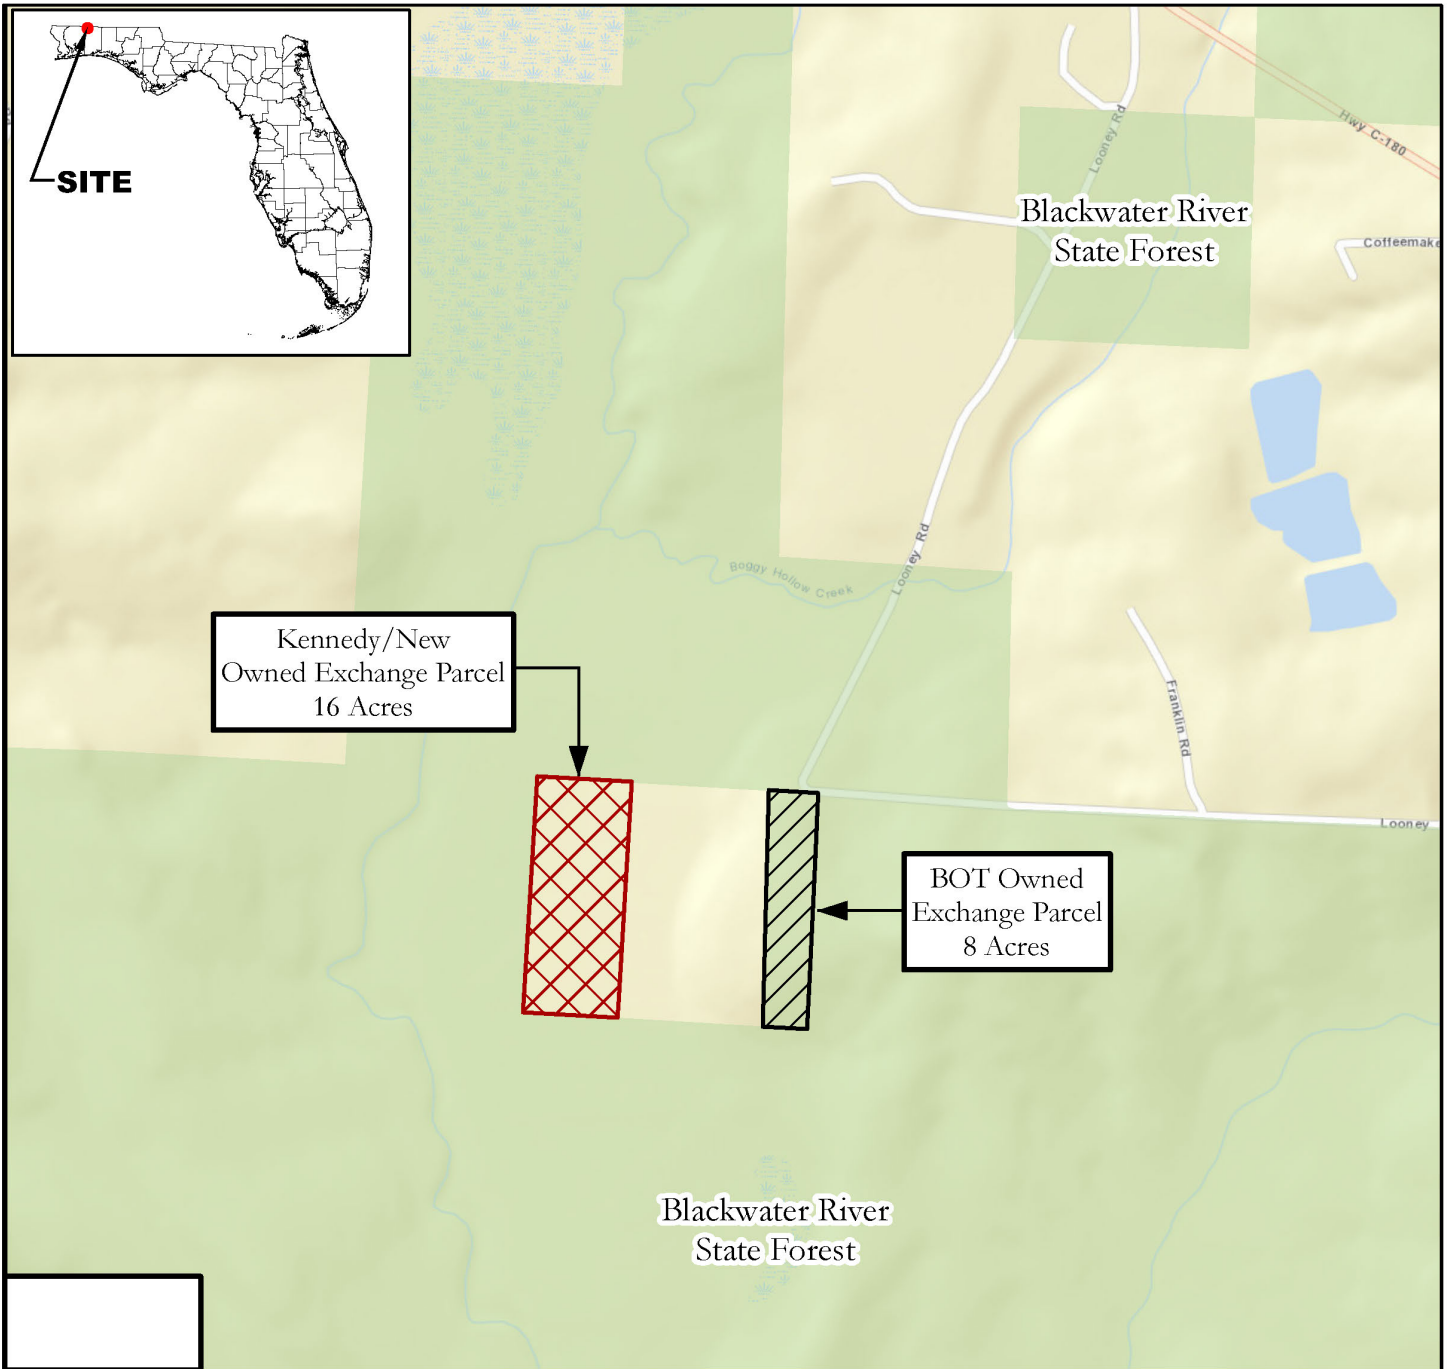 SITE
Hwy C-180
Looney Rd
Blackwater River
State Forest
Coffeemake
Looney Rd
Boggy Hollow Creek
Kennedy/New
Owned Exchange Parcel
16 Acres
Franklin Rd
Looney
BOT Owned
Exchange Parcel
8 Acres
Blackwater River
State Forest